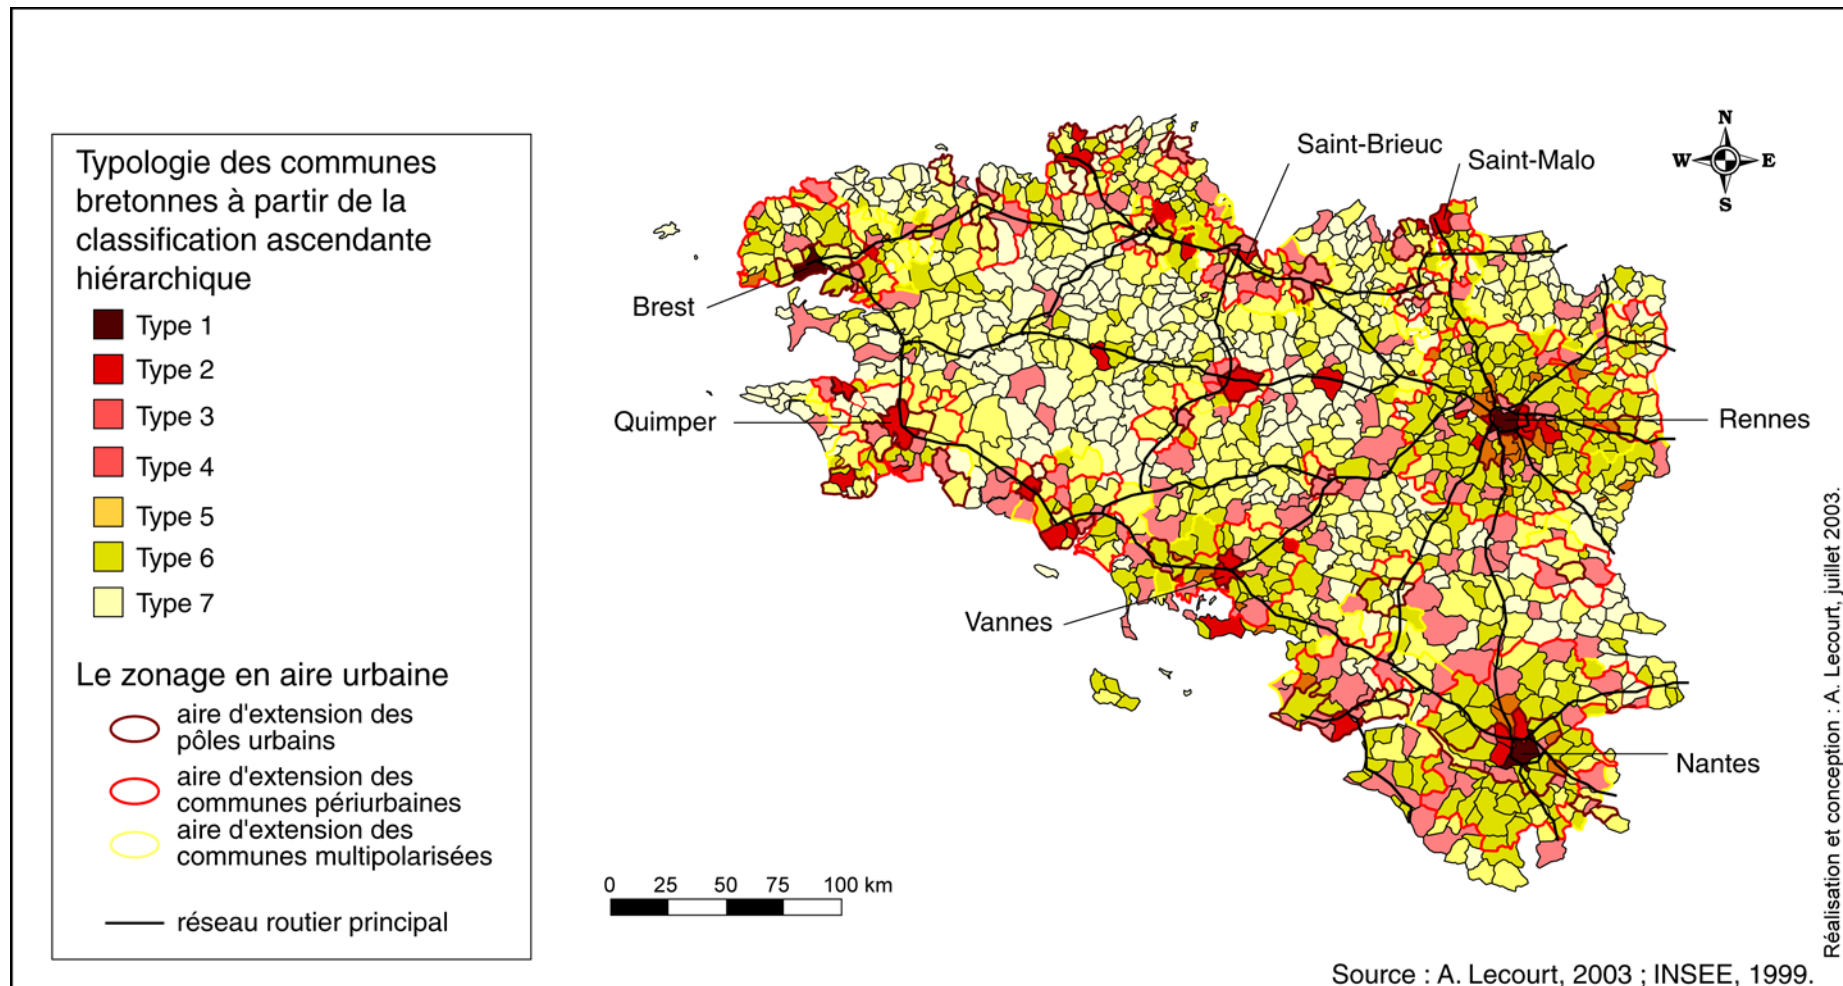 Typologie des communes
bretonnes à partir de la
classification ascendante
hiérarchique
Type 1
Type 2
Type 3
Type 4
Type 5
Type 6
Type 7
Le zonage en aire urbaine
aire d'extension des
pôles urbains
aire d'extension des
communes périurbaines
aire d'extension des
communes multipolarisées
réseau routier principal
Saint-Brieuc
Saint-Malo
Brest
Quimper
Rennes
Vannes
Nantes
N
W E
S
0 25 50 75 100 km
Réalisation et conception : A. Lecourt, juillet 2003.
Source : A. Lecourt, 2003 ; INSEE, 1999.